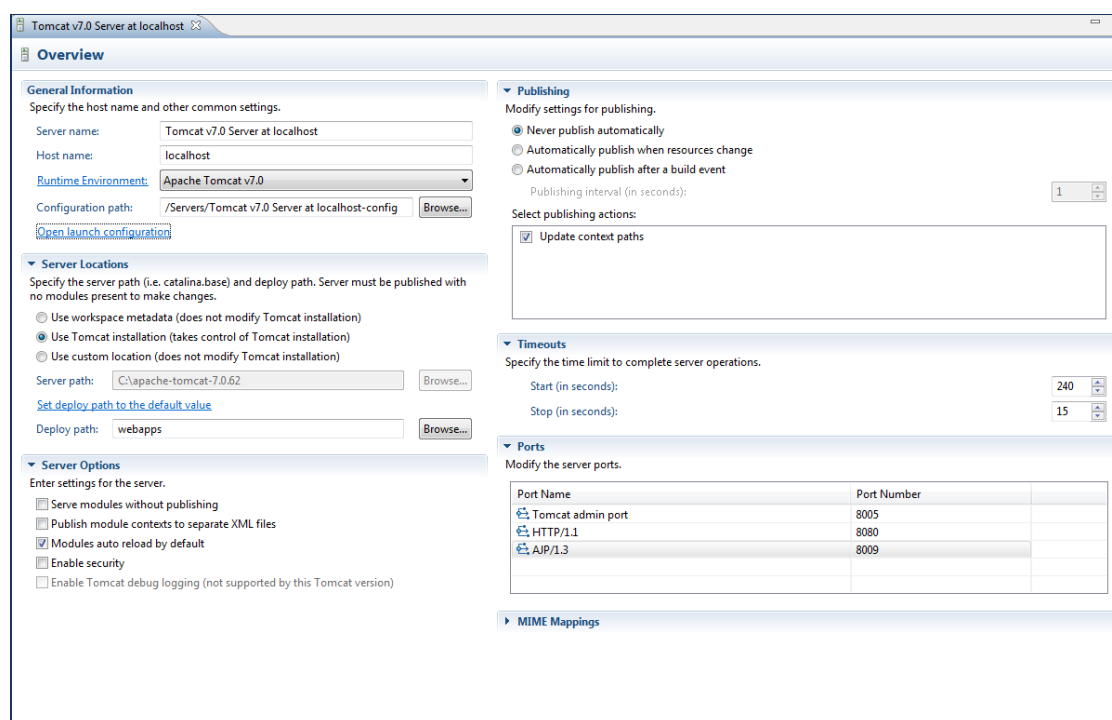 Tomcat v7.0 Server at localhost
Overview
General Information
Specify the host name and other common settings.
Server name: Tomcat v7.0 Server at localhost
Host name: localhost
Runtime Environment: Apache Tomcat v7.0
Configuration path: /Servers/Tomcat v7.0 Server at localhost-config Browse...
Open launch configuration
Server Locations
Specify the server path (i.e. catalina.base) and deploy path. Server must be published with
no modules present to make changes.
Use workspace metadata (does not modify Tomcat installation)
Use Tomcat installation (takes control of Tomcat installation)
Use custom location (does not modify Tomcat installation)
Server path: C:\apache-tomcat-7.0.62 Browse...
Set deploy path to the default value
Deploy path: webapps Browse...
Server Options
Enter settings for the server.
Serve modules without publishing
Publish module contexts to separate XML files
Modules auto reload by default
Enable security
Enable Tomcat debug logging (not supported by this Tomcat version)
Publishing
Modify settings for publishing.
Never publish automatically
Automatically publish when resources change
Automatically publish after a build event
Publishing interval (in seconds): 1
Select publishing actions:
Update context paths
Timeouts
Specify the time limit to complete server operations.
Start (in seconds): 240
Stop (in seconds): 15
Ports
Modify the server ports.
Port Name Port Number
Tomcat admin port 8005
HTTP/1.1 8080
AJP/1.3 8009
MIME Mappings